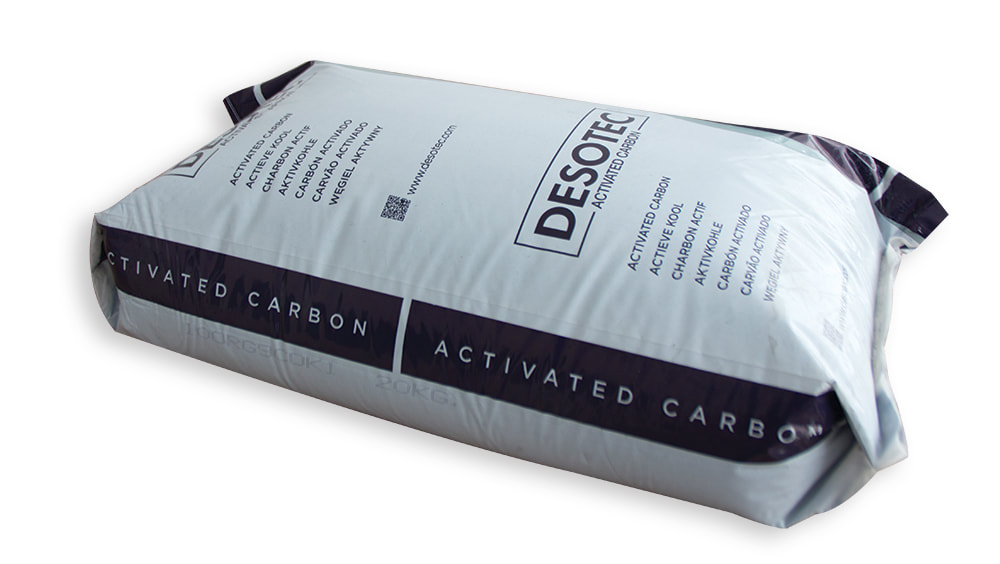 ACTIVATED CARBON
ACTIEVE KOOL
CHARBON ACTIF
AKTIVKOHLE
CARBÓN ACTIVADO
CARVÃO ACTIVADO
WEGIEL AKTYWNY
www.desotec.com
DESOTEC
ACTIVATED CARBON
ACTIVATED CARBON
ACTIEVE KOOL
CHARBON ACTIF
AKTIVKOHLE
CARBÓN ACTIVADO
CARVÃO ACTIVADO
WEGIEL AKTYWNY
CTIVATED CARBON
ACTIVATED CARBON
20KG